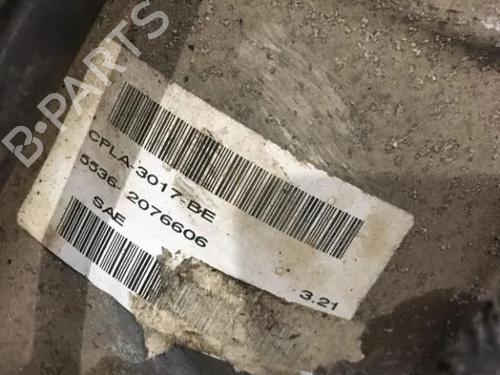 B·PARTS
CPLA-3017-BE
5536- 2076606
SAE
3.21